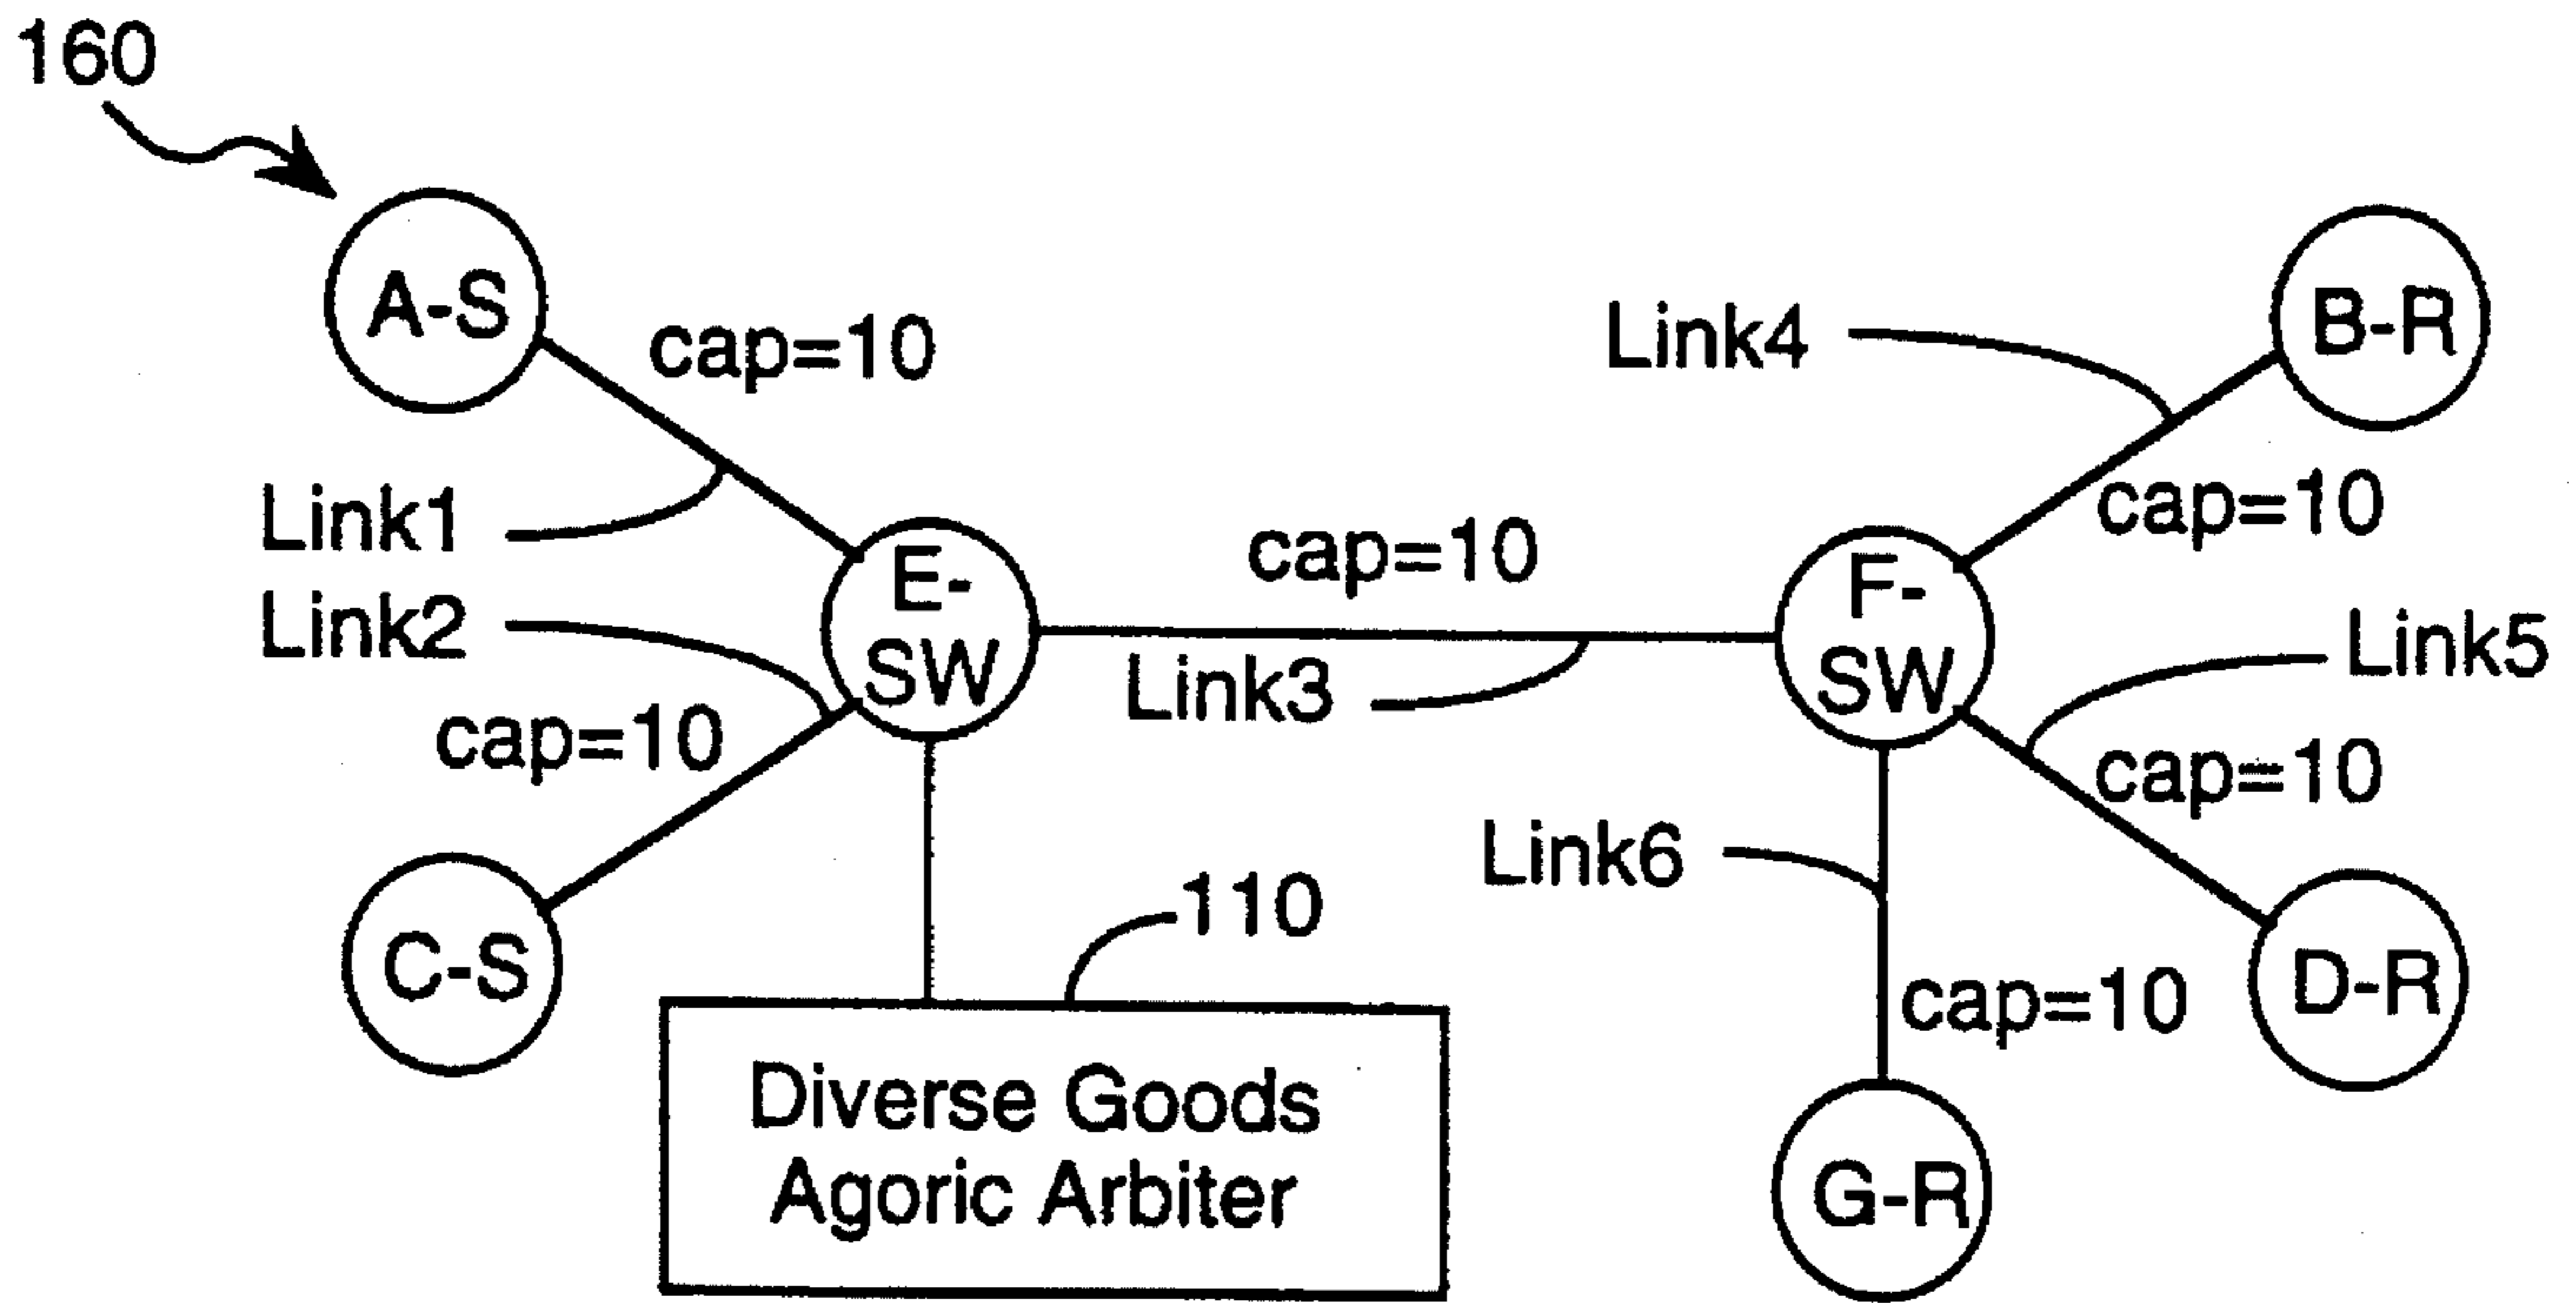 160
A-S
cap=10
Link4
B-R
Link1
cap=10
E-
SW
cap=10
F-
SW
Link2
Link5
Link3
cap=10
cap=10
Link6
C-S
110
cap=10
D-R
Diverse Goods
Agoric Arbiter
G-R